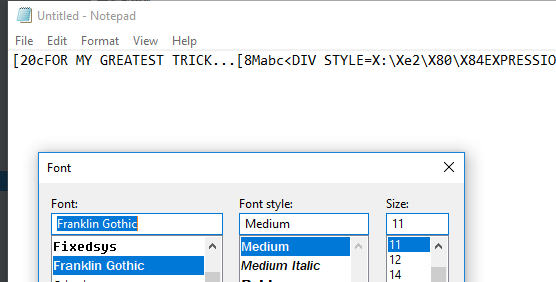 Untitled - Notepad
File Edit Format View Help
[20cFOR MY GREATEST TRICK...[8Mabc<DIV STYLE=X:\Xe2\X80\X84EXPRESSIO
Font
Font: Font style: Size:
Franklin Gothic Medium 11
Fixedsys Medium 11
Franklin Gothic Medium Italic 12
14